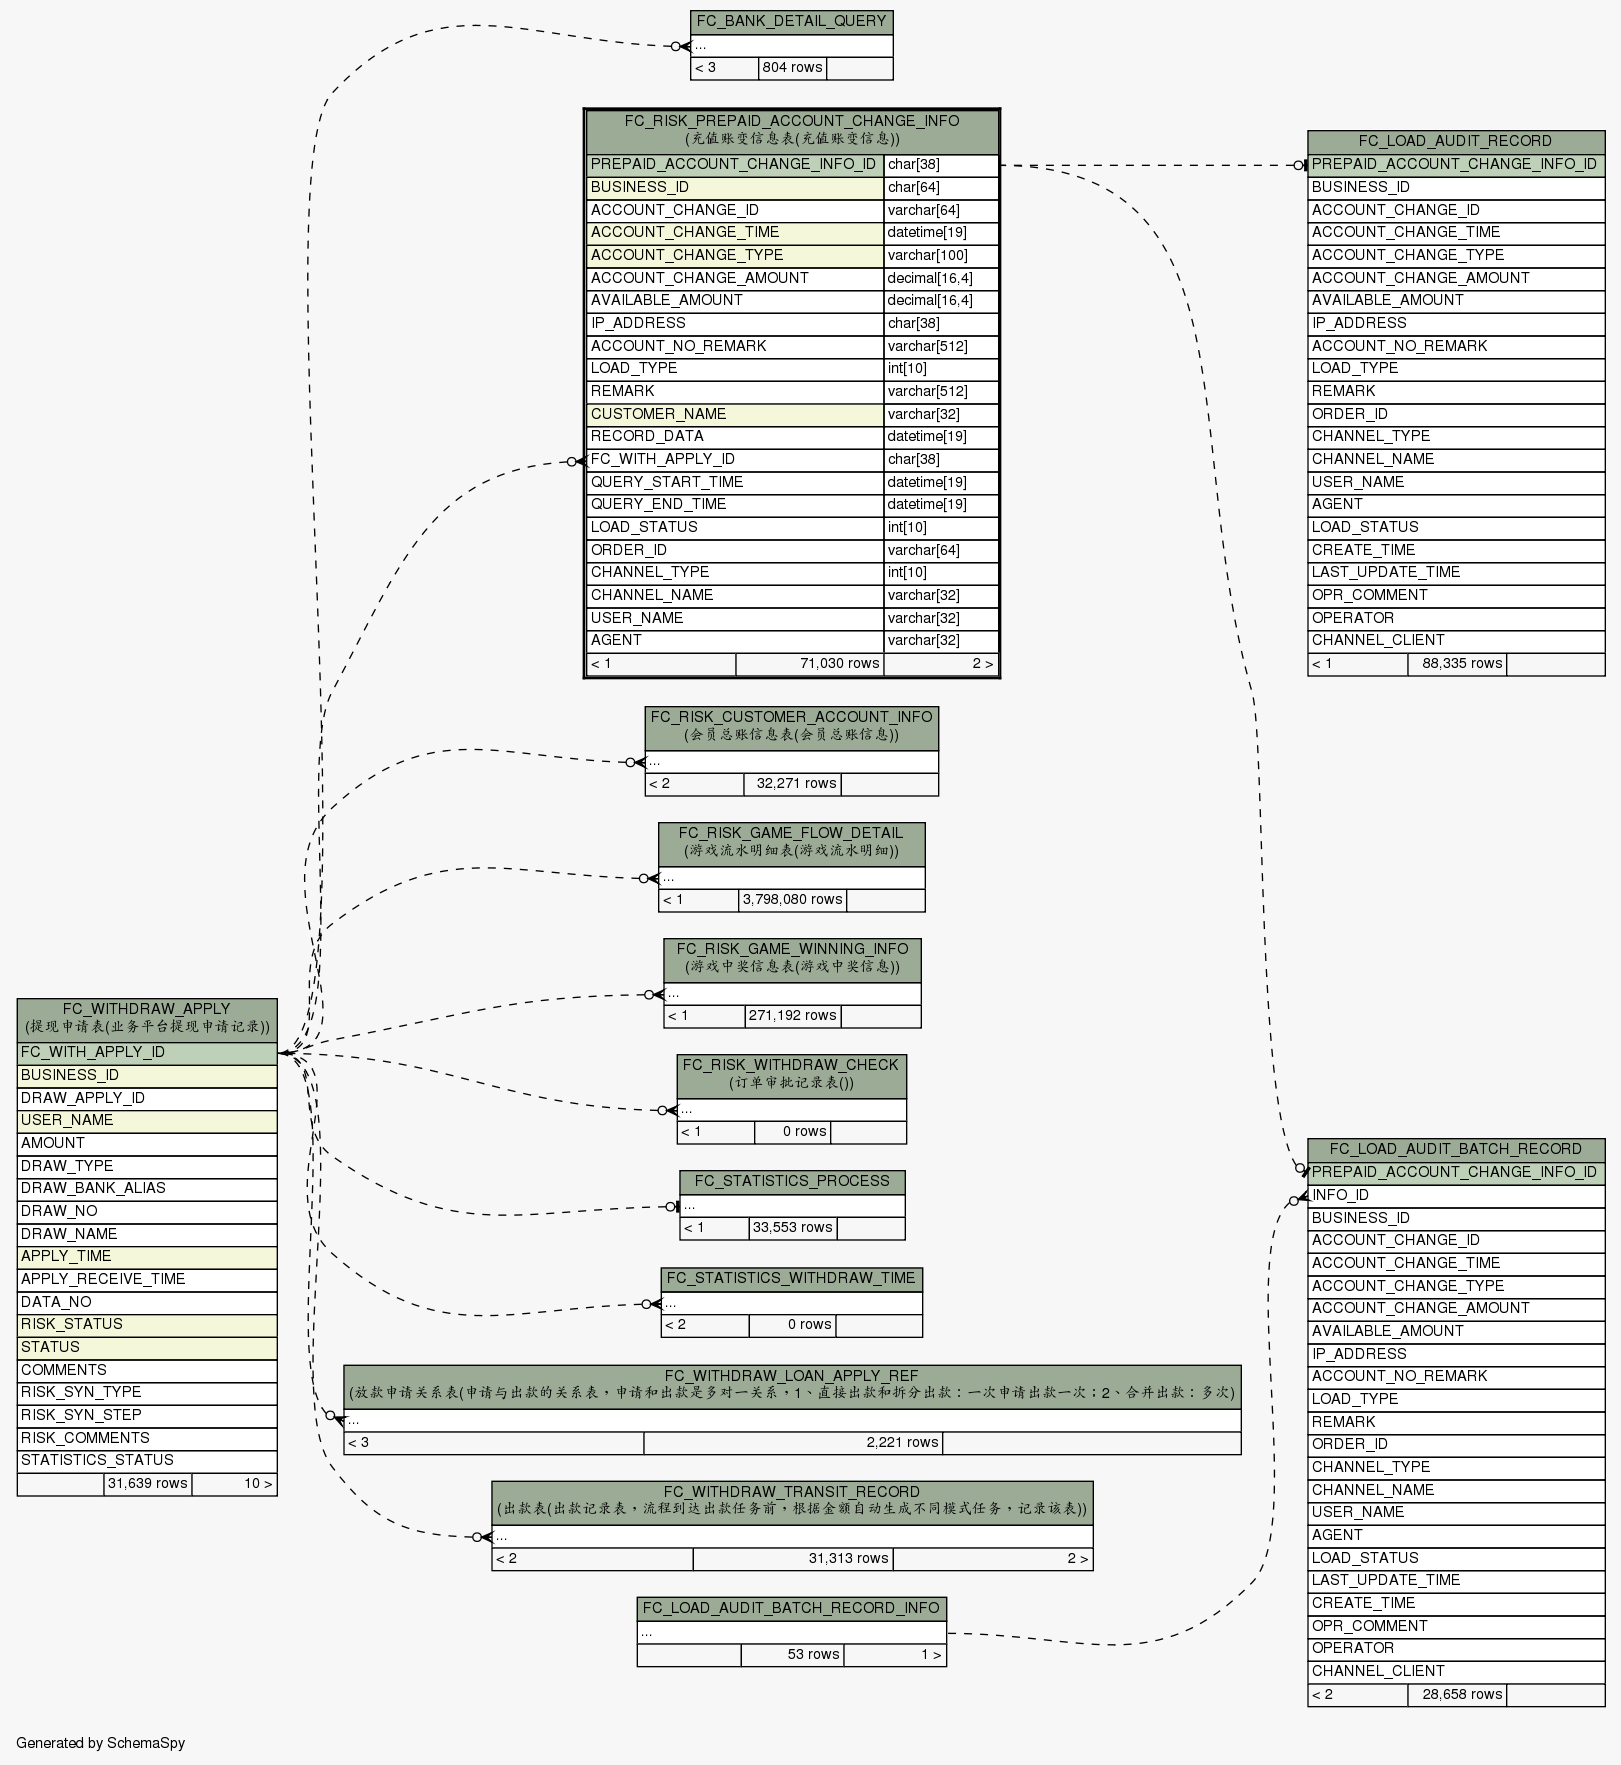 FC_BANK_DETAIL_QUERY
...
< 3 804 rows
FC_RISK_PREPAID_ACCOUNT_CHANGE_INFO
(充值账变信息表(充值账变信息))
PREPAID_ACCOUNT_CHANGE_INFO_ID char[38]
BUSINESS_ID char[64]
ACCOUNT_CHANGE_ID varchar[64]
ACCOUNT_CHANGE_TIME datetime[19]
ACCOUNT_CHANGE_TYPE varchar[100]
ACCOUNT_CHANGE_AMOUNT decimal[16,4]
AVAILABLE_AMOUNT decimal[16,4]
IP_ADDRESS char[38]
ACCOUNT_NO_REMARK varchar[512]
LOAD_TYPE int[10]
REMARK varchar[512]
CUSTOMER_NAME varchar[32]
RECORD_DATA datetime[19]
FC_WITH_APPLY_ID char[38]
QUERY_START_TIME datetime[19]
QUERY_END_TIME datetime[19]
LOAD_STATUS int[10]
ORDER_ID varchar[64]
CHANNEL_TYPE int[10]
CHANNEL_NAME varchar[32]
USER_NAME varchar[32]
AGENT varchar[32]
< 1 71,030 rows 2 >
FC_LOAD_AUDIT_RECORD
PREPAID_ACCOUNT_CHANGE_INFO_ID
BUSINESS_ID
ACCOUNT_CHANGE_ID
ACCOUNT_CHANGE_TIME
ACCOUNT_CHANGE_TYPE
ACCOUNT_CHANGE_AMOUNT
AVAILABLE_AMOUNT
IP_ADDRESS
ACCOUNT_NO_REMARK
LOAD_TYPE
REMARK
ORDER_ID
CHANNEL_TYPE
CHANNEL_NAME
USER_NAME
AGENT
LOAD_STATUS
CREATE_TIME
LAST_UPDATE_TIME
OPR_COMMENT
OPERATOR
CHANNEL_CLIENT
< 1 88,335 rows
FC_RISK_CUSTOMER_ACCOUNT_INFO
(会员总账信息表(会员总账信息))
...
< 2 32,271 rows
FC_RISK_GAME_FLOW_DETAIL
(游戏流水明细表(游戏流水明细))
...
< 1 3,798,080 rows
FC_RISK_GAME_WINNING_INFO
(游戏中奖信息表(游戏中奖信息))
...
< 1 271,192 rows
FC_WITHDRAW_APPLY
(提现申请表(业务平台提现申请记录))
FC_WITH_APPLY_ID
BUSINESS_ID
DRAW_APPLY_ID
USER_NAME
AMOUNT
DRAW_TYPE
DRAW_BANK_ALIAS
DRAW_NO
DRAW_NAME
APPLY_TIME
APPLY_RECEIVE_TIME
DATA_NO
RISK_STATUS
STATUS
COMMENTS
RISK_SYN_TYPE
RISK_SYN_STEP
RISK_COMMENTS
STATISTICS_STATUS
31,639 rows 10 >
FC_RISK_WITHDRAW_CHECK
(订单审批记录表())
...
< 1 0 rows
FC_STATISTICS_PROCESS
...
< 1 33,553 rows
FC_STATISTICS_WITHDRAW_TIME
...
< 2 0 rows
FC_WITHDRAW_LOAN_APPLY_REF
(放款申请关系表(申请与出款的关系表，申请和出款是多对一关系，1、直接出款和拆分出款：一次申请出款一次；2、合并出款：多次)
...
< 3 2,221 rows
FC_WITHDRAW_TRANSIT_RECORD
(出款表(出款记录表，流程到达出款任务前，根据金额自动生成不同模式任务，记录该表))
...
< 2 31,313 rows 2 >
FC_LOAD_AUDIT_BATCH_RECORD_INFO
...
53 rows 1 >
FC_LOAD_AUDIT_BATCH_RECORD
PREPAID_ACCOUNT_CHANGE_INFO_ID
INFO_ID
BUSINESS_ID
ACCOUNT_CHANGE_ID
ACCOUNT_CHANGE_TIME
ACCOUNT_CHANGE_TYPE
ACCOUNT_CHANGE_AMOUNT
AVAILABLE_AMOUNT
IP_ADDRESS
ACCOUNT_NO_REMARK
LOAD_TYPE
REMARK
ORDER_ID
CHANNEL_TYPE
CHANNEL_NAME
USER_NAME
AGENT
LOAD_STATUS
LAST_UPDATE_TIME
CREATE_TIME
OPR_COMMENT
OPERATOR
CHANNEL_CLIENT
< 2 28,658 rows
Generated by SchemaSpy